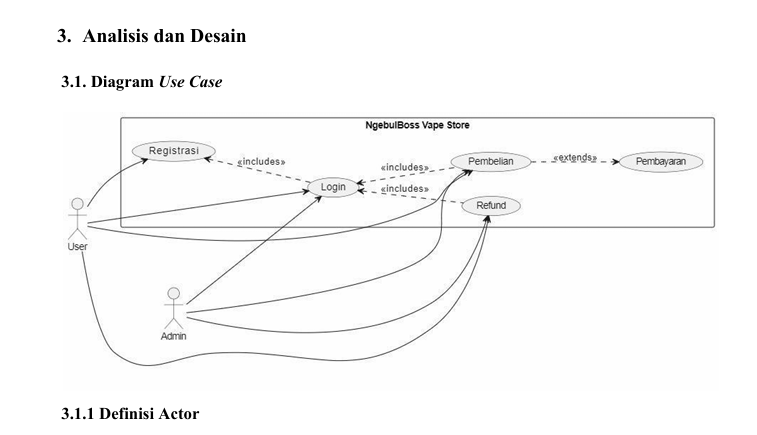 3. Analisis dan Desain
3.1. Diagram Use Case
NgebulBoss Vape Store
Registrasi
«includes»
Login
«includes»
«includes»
Pembelian
«extends»
Pembayaran
Refund
User
Admin
3.1.1 Definisi Actor